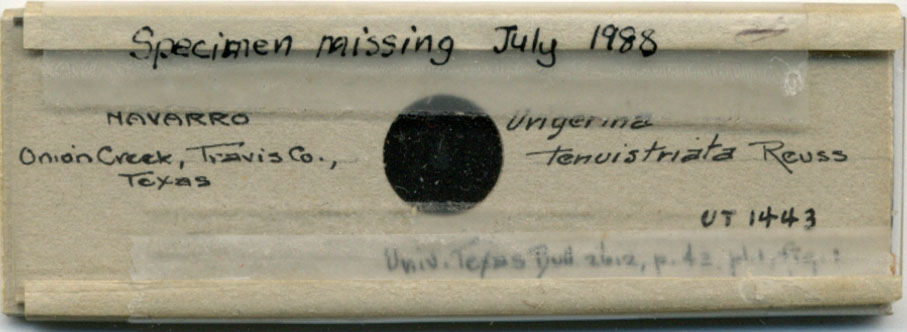 Specimen missing July 1988
NAVARRO
Onion Creek, Travis Co.,
Texas
Uvigerina
tenuistriata Reuss
UT 1443
Univ. Texas Bull 2612, p. 42 pl. 1, fig.